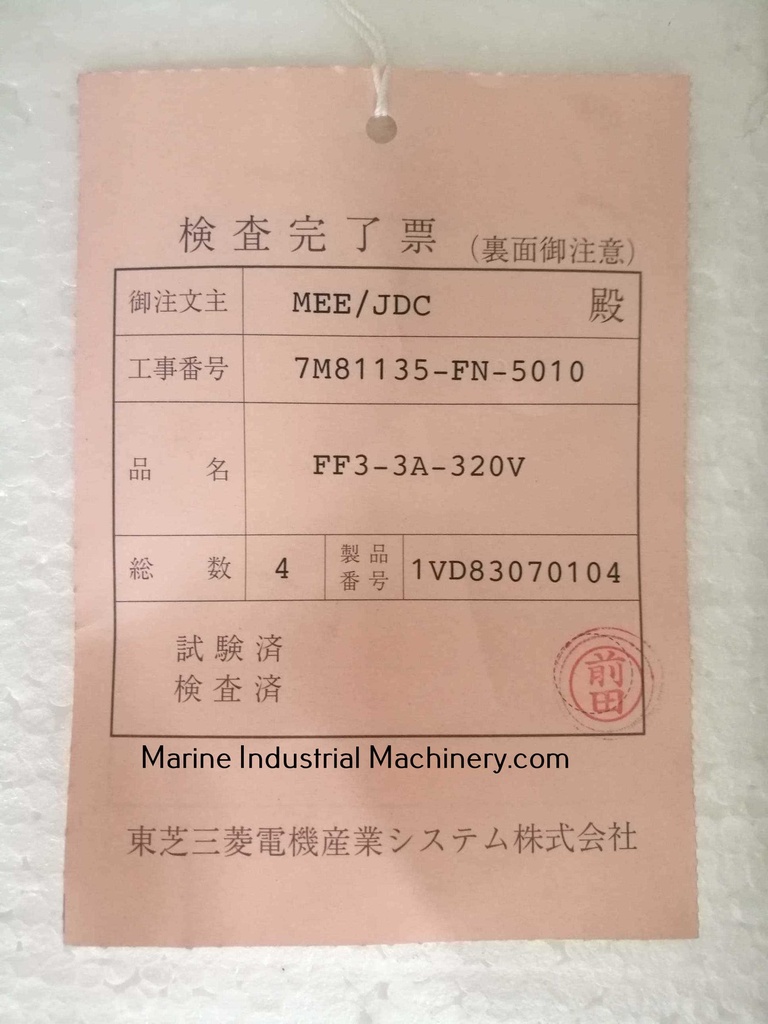 検査完了票 (裏面御注意)
御注文主 MEE/JDC 殿
工事番号 7M81135-FN-5010
品名 FF3-3A-320V
総数 4 製品番号 1VD83070104
試験済
検査済
前田
Marine Industrial Machinery.com
東芝三菱電機産業システム株式会社